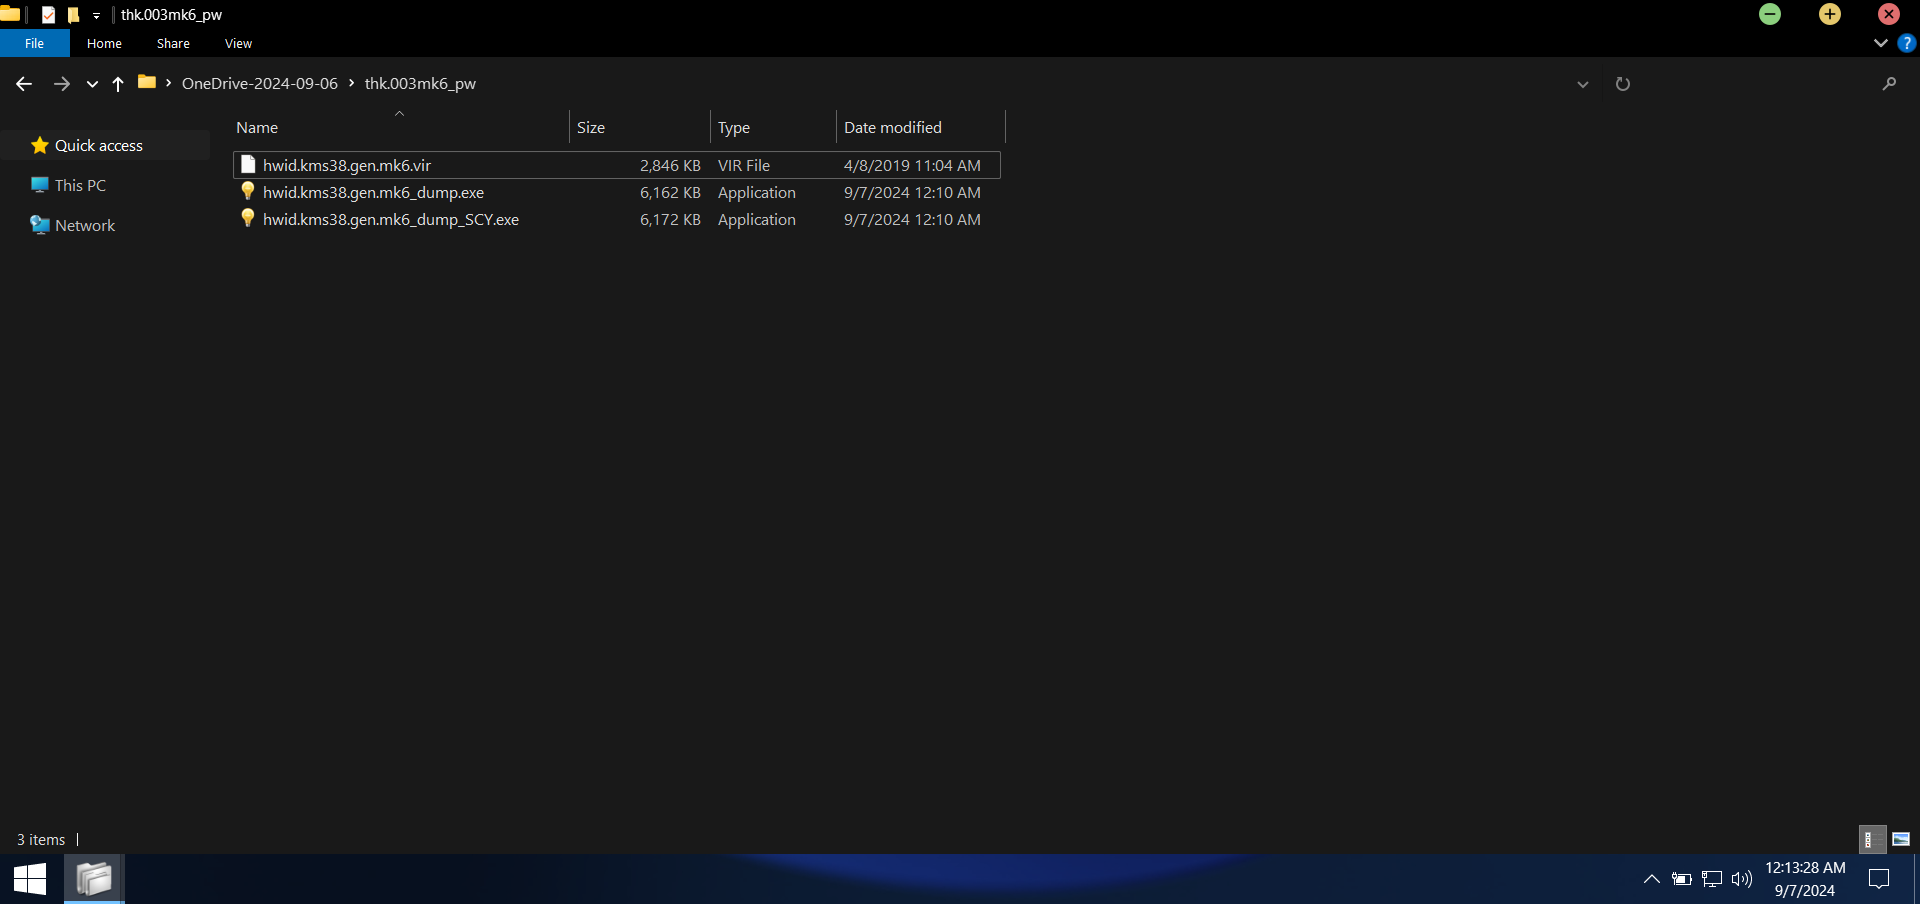 thk.003mk6_pw
File Home Share View
?
OneDrive-2024-09-06 thk.003mk6_pw
Name Size Type Date modified
Quick access
This PC
Network
hwid.kms38.gen.mk6.vir 2,846 KB VIR File 4/8/2019 11:04 AM
hwid.kms38.gen.mk6_dump.exe 6,162 KB Application 9/7/2024 12:10 AM
hwid.kms38.gen.mk6_dump_SCY.exe 6,172 KB Application 9/7/2024 12:10 AM
3 items
12:13:28 AM
9/7/2024